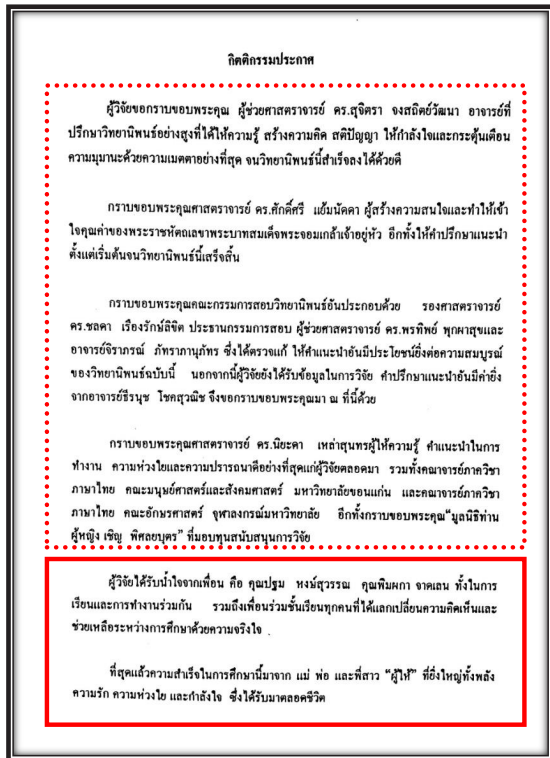 กิตติกรรมประกาศ
ผู้วิจัยขอกราบขอบพระคุณ ผู้ช่วยศาสตราจารย์ ดร.สุจิตรา จงสถิตย์วัฒนา อาจารย์ที่
ปรึกษาวิทยานิพนธ์อย่างสูงที่ได้ให้ความรู้ สร้างความคิด สติปัญญา ให้กำลังใจและกระตุ้นเตือน
ความมุมานะด้วยความเมตตาอย่างที่สุด จนวิทยานิพนธ์นี้สำเร็จลงได้ด้วยดี
กราบขอบพระคุณศาสตราจารย์ ดร.ศักดิ์ศรี แย้มนัดดา ผู้สร้างความสนใจและทำให้เข้า
ใจคุณค่าของพระราชหัตถเลขาพระบาทสมเด็จพระจอมเกล้าเจ้าอยู่หัว อีกทั้งให้คำปรึกษาแนะนำ
ตั้งแต่เริ่มต้นจนวิทยานิพนธ์นี้เสร็จสิ้น
กราบขอบพระคุณคณะกรรมการสอบวิทยานิพนธ์อันประกอบด้วย รองศาสตราจารย์
ดร.ชลดา เรืองรักษ์ลิขิต ประธานกรรมการสอบ ผู้ช่วยศาสตราจารย์ ดร.พรทิพย์ พุกผาสุขและ
อาจารย์จิราภรณ์ ภัทราภานุภัทร ซึ่งได้ตรวจแก้ ให้คำแนะนำอันมีประโยชน์ยิ่งต่อความสมบูรณ์
ของวิทยานิพนธ์ฉบับนี้ นอกจากนี้ผู้วิจัยยังได้รับข้อมูลในการวิจัย คำปรึกษาแนะนำอันมีค่ายิ่ง
จากอาจารย์ธีรนุช โชคสุวณิช จึงขอกราบขอบพระคุณมา ณ ที่นี้ด้วย
กราบขอบพระคุณศาสตราจารย์ ดร.นิยะดา เหล่าสุนทรผู้ให้ความรู้ คำแนะนำในการ
ทำงาน ความห่วงใยและความปรารถนาดีอย่างที่สุดแก่ผู้วิจัยตลอดมา รวมทั้งคณาจารย์ภาควิชา
ภาษาไทย คณะมนุษย์ศาสตร์และสังคมศาสตร์ มหาวิทยาลัยขอนแก่น และคณาจารย์ภาควิชา
ภาษาไทย คณะอักษรศาสตร์ จุฬาลงกรณ์มหาวิทยาลัย อีกทั้งกราบขอบพระคุณ“มูลนิธิท่าน
ผู้หญิง เชิญ พิศลยบุตร” ที่มอบทุนสนับสนุนการวิจัย
ผู้วิจัยได้รับน้ำใจจากเพื่อน คือ คุณปฐม หงษ์สุวรรณ คุณพิมผกา จาดเลน ทั้งในการ
เรียนและการทำงานร่วมกัน รวมถึงเพื่อนร่วมชั้นเรียนทุกคนที่ได้แลกเปลี่ยนความคิดเห็นและ
ช่วยเหลือระหว่างการศึกษาด้วยความจริงใจ .
ที่สุดแล้วความสำเร็จในการศึกษานี้มาจาก แม่ พ่อ และพี่สาว “ผู้ให้” ที่ยิ่งใหญ่ทั้งพลัง
ความรัก ความห่วงใย และกำลังใจ ซึ่งได้รับมาตลอดชีวิต